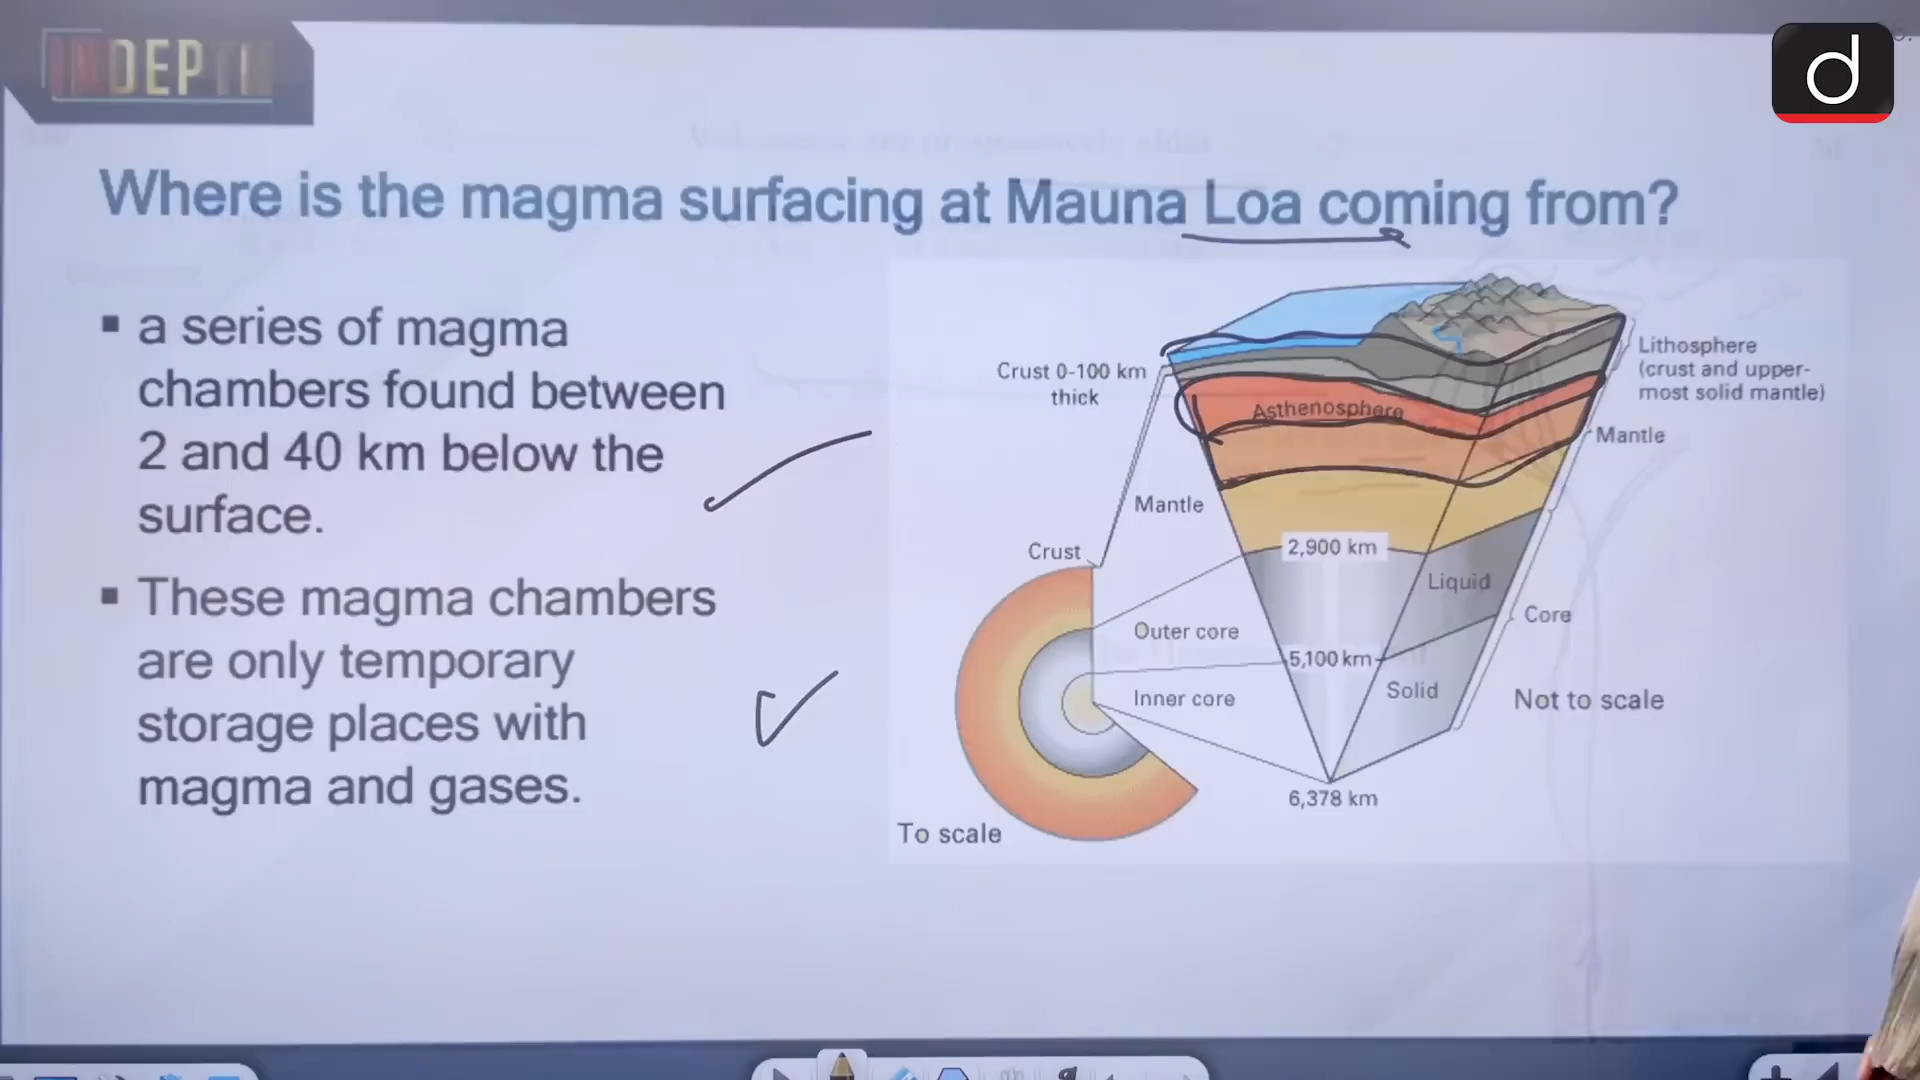 INDEPTH
d
Where is the magma surfacing at Mauna Loa coming from?
▪ a series of magma
chambers found between
2 and 40 km below the
surface.
▪ These magma chambers
are only temporary
storage places with
magma and gases.
Crust 0-100 km
thick
Lithosphere
(crust and upper-
most solid mantle)
Asthenosphere
Mantle
Mantle
Crust
2,900 km
Liquid
Outer core
Core
5,100 km
Inner core
Solid
Not to scale
6,378 km
To scale